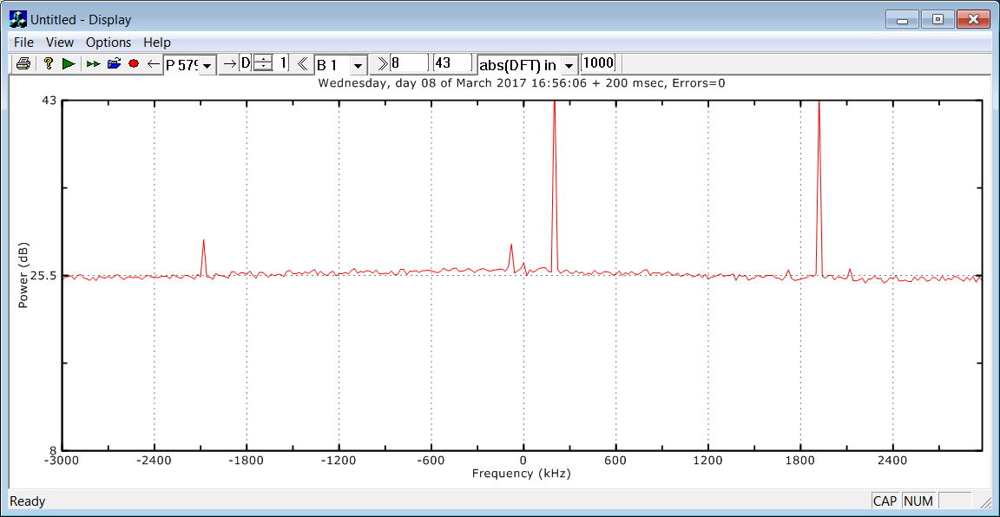 Untitled - Display
File View Options Help
P 579 D 1 B 1 8 43 abs(DFT) in 1000
Wednesday, day 08 of March 2017 16:56:06 + 200 msec, Errors=0
43
25.5
8
Power (dB)
-3000 -2400 -1800 -1200 -600 0 600 1200 1800 2400
Frequency (kHz)
Ready CAP NUM